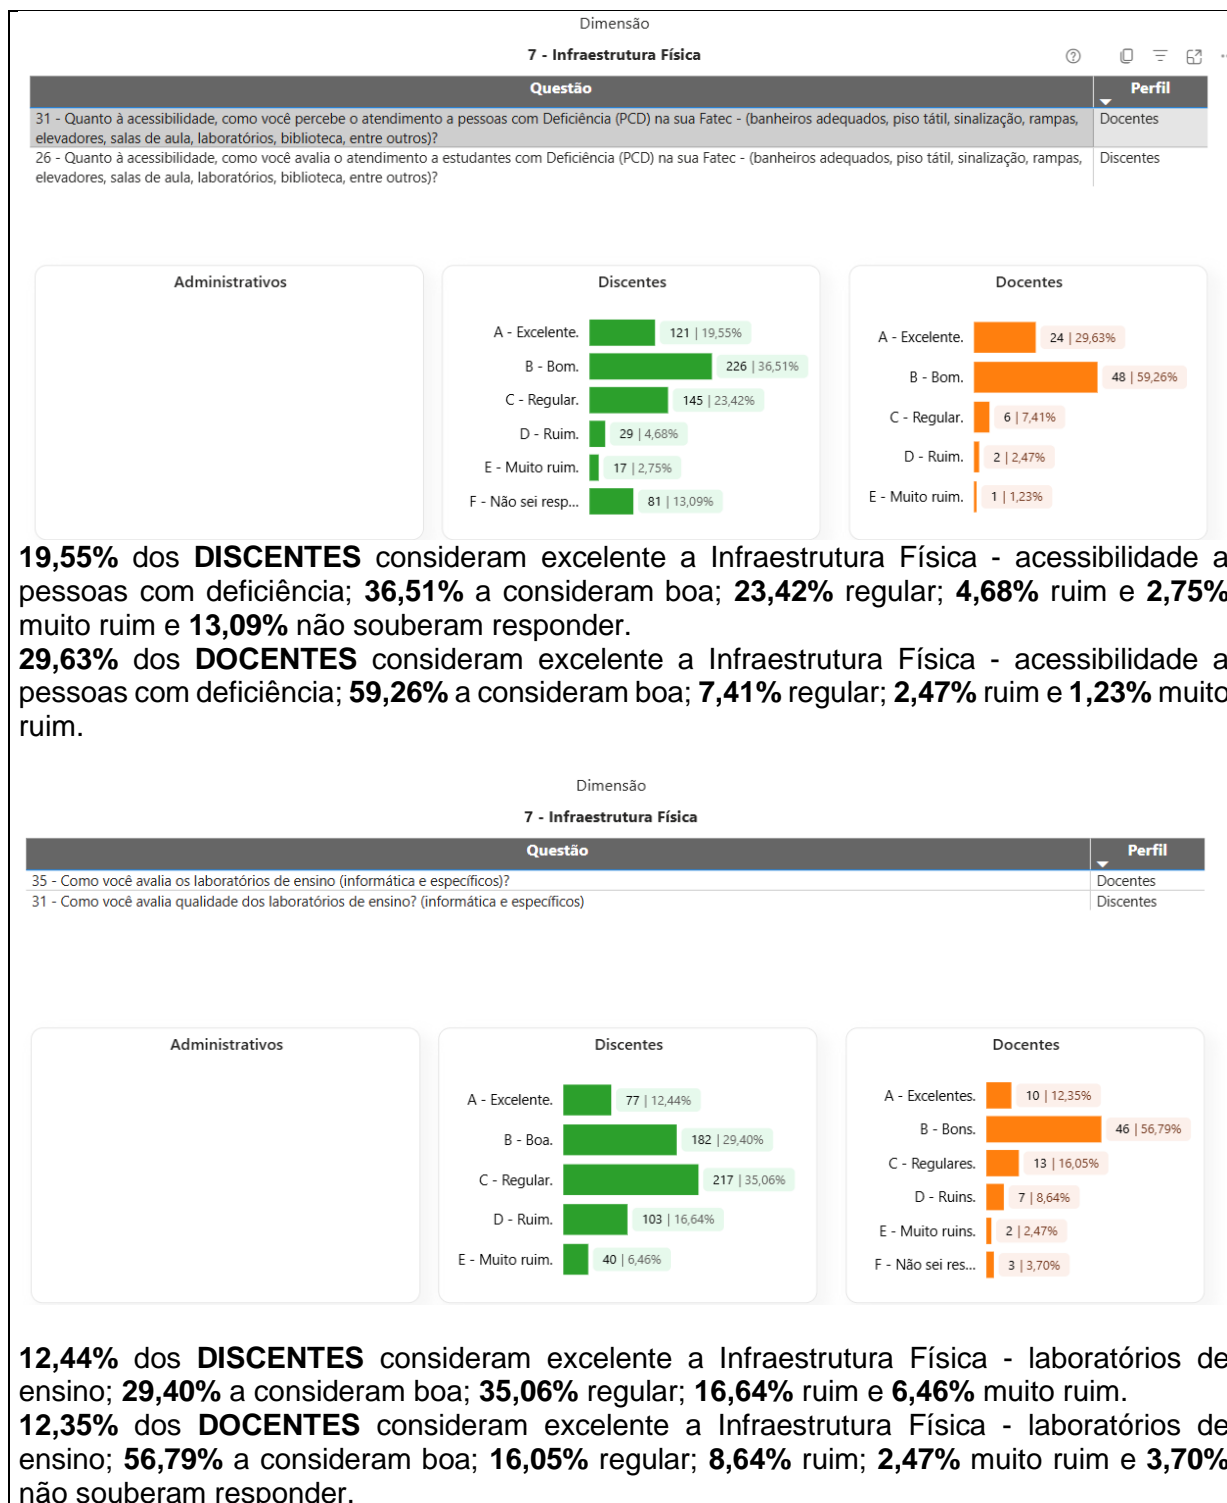 Dimensão
7 - Infraestrutura Física
Questão Perfil
31 - Quanto à acessibilidade, como você percebe o atendimento a pessoas com Deficiência (PCD) na sua Fatec - (banheiros adequados, piso tátil, sinalização, rampas, Docentes
elevadores, salas de aula, laboratórios, biblioteca, entre outros)?
26 - Quanto à acessibilidade, como você avalia o atendimento a estudantes com Deficiência (PCD) na sua Fatec - (banheiros adequados, piso tátil, sinalização, rampas, Discentes
elevadores, salas de aula, laboratórios, biblioteca, entre outros)?
Administrativos
Discentes
A - Excelente. 121 | 19,55%
B - Bom. 226 | 36,51%
C - Regular. 145 | 23,42%
D - Ruim. 29 | 4,68%
E - Muito ruim. 17 | 2,75%
F - Não sei resp... 81 | 13,09%
Docentes
A - Excelente. 24 | 29,63%
B - Bom. 48 | 59,26%
C - Regular. 6 | 7,41%
D - Ruim. 2 | 2,47%
E - Muito ruim. 1 | 1,23%
19,55% dos DISCENTES consideram excelente a Infraestrutura Física - acessibilidade a
pessoas com deficiência; 36,51% a consideram boa; 23,42% regular; 4,68% ruim e 2,75%
muito ruim e 13,09% não souberam responder.
29,63% dos DOCENTES consideram excelente a Infraestrutura Física - acessibilidade a
pessoas com deficiência; 59,26% a consideram boa; 7,41% regular; 2,47% ruim e 1,23% muito
ruim.
Dimensão
7 - Infraestrutura Física
Questão Perfil
35 - Como você avalia os laboratórios de ensino (informática e específicos)? Docentes
31 - Como você avalia qualidade dos laboratórios de ensino? (informática e específicos) Discentes
Administrativos
Discentes
A - Excelente. 77 | 12,44%
B - Boa. 182 | 29,40%
C - Regular. 217 | 35,06%
D - Ruim. 103 | 16,64%
E - Muito ruim. 40 | 6,46%
Docentes
A - Excelentes. 10 | 12,35%
B - Bons. 46 | 56,79%
C - Regulares. 13 | 16,05%
D - Ruins. 7 | 8,64%
E - Muito ruins. 2 | 2,47%
F - Não sei res... 3 | 3,70%
12,44% dos DISCENTES consideram excelente a Infraestrutura Física - laboratórios de
ensino; 29,40% a consideram boa; 35,06% regular; 16,64% ruim e 6,46% muito ruim.
12,35% dos DOCENTES consideram excelente a Infraestrutura Física - laboratórios de
ensino; 56,79% a consideram boa; 16,05% regular; 8,64% ruim; 2,47% muito ruim e 3,70%
não souberam responder.